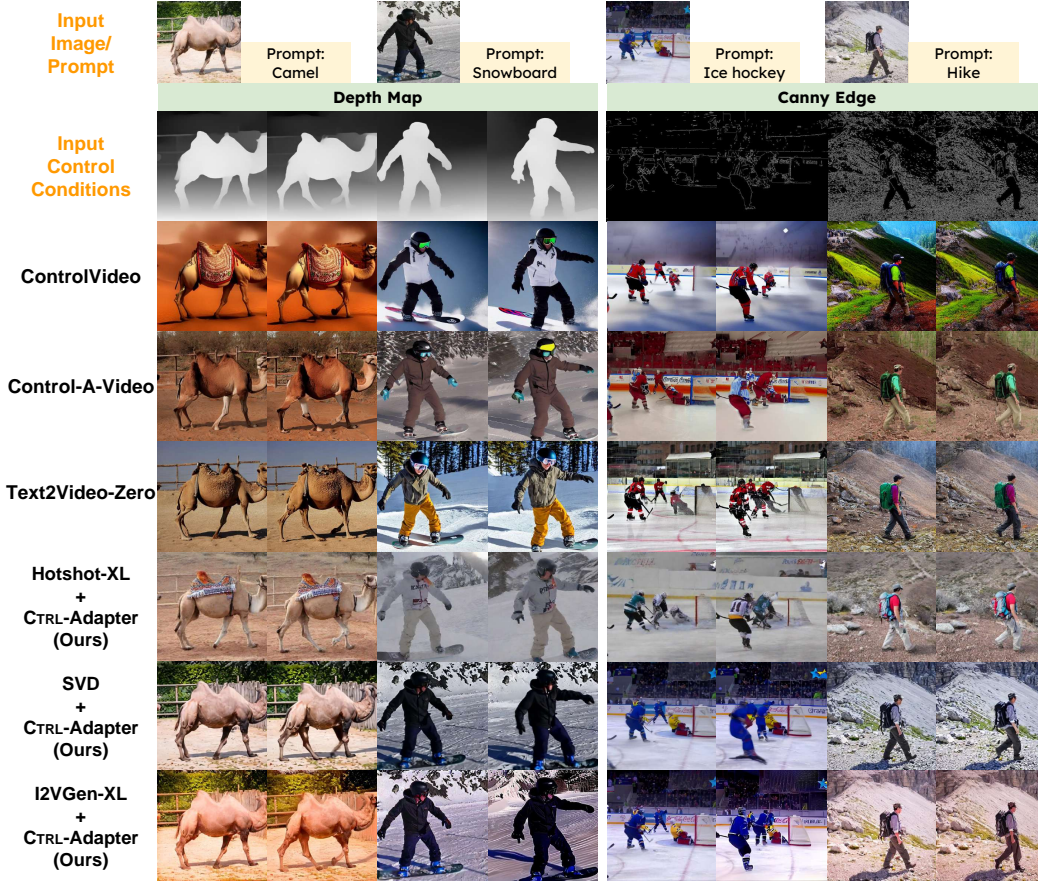 Input
Image/
Prompt
Prompt:
Camel
Prompt:
Snowboard
Prompt:
Ice hockey
Prompt:
Hike
Depth Map
Canny Edge
Input
Control
Conditions
ControlVideo
Control-A-Video
Text2Video-Zero
Hotshot-XL
+
CTRL-Adapter
(Ours)
SVD
+
CTRL-Adapter
(Ours)
I2VGen-XL
+
CTRL-Adapter
(Ours)